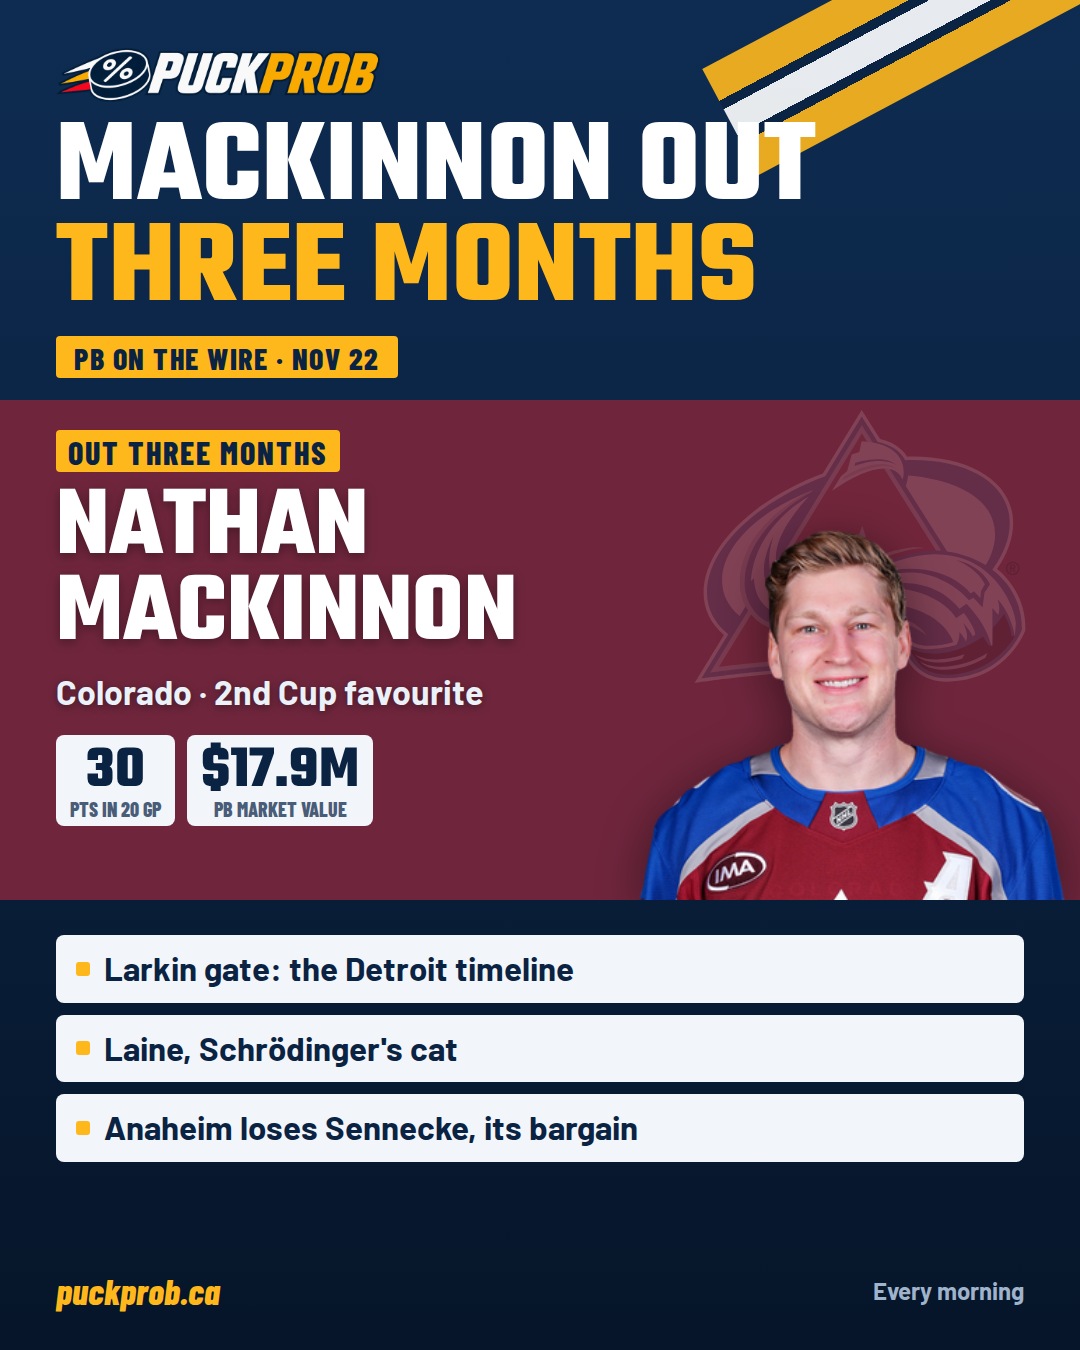 %PUCKPROB
MACKINNON OUT
THREE MONTHS
PB ON THE WIRE · NOV 22
OUT THREE MONTHS
NATHAN
MACKINNON
Colorado · 2nd Cup favourite
30
PTS IN 20 GP
$17.9M
PB MARKET VALUE
®
NHL
IMA
A
Larkin gate: the Detroit timeline
Laine, Schrödinger's cat
Anaheim loses Sennecke, its bargain
puckprob.ca
Every morning